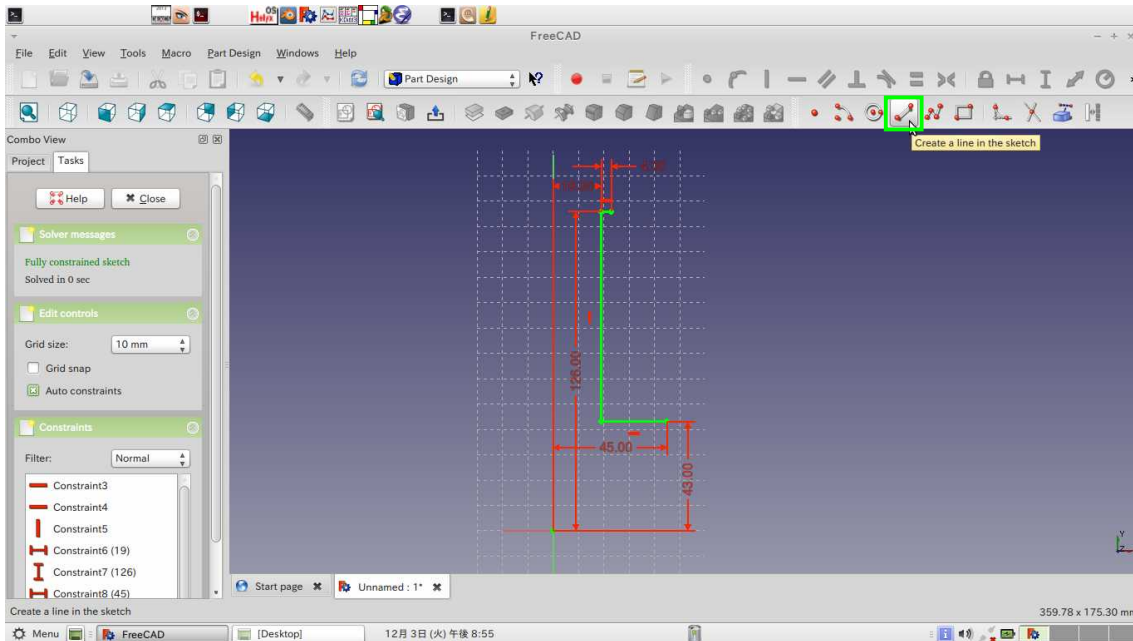 Helix OS
FreeCAD
File Edit View Tools Macro Part Design Windows Help
Part Design
Combo View
Create a line in the sketch
Project Tasks
Help Close
Solver messages
Fully constrained sketch
Solved in 0 sec
Edit controls
Grid size: 10 mm
Grid snap
Auto constraints
Constraints
Filter: Normal
Constraint3
Constraint4
Constraint5
Constraint6 (19)
Constraint7 (126)
Constraint8 (45)
126.00
45.00
43.00
Y
Z
Start page Unnamed : 1*
Create a line in the sketch 359.78 x 175.30 mm
Menu FreeCAD [Desktop] 12月 3日 (火) 午後 8:55